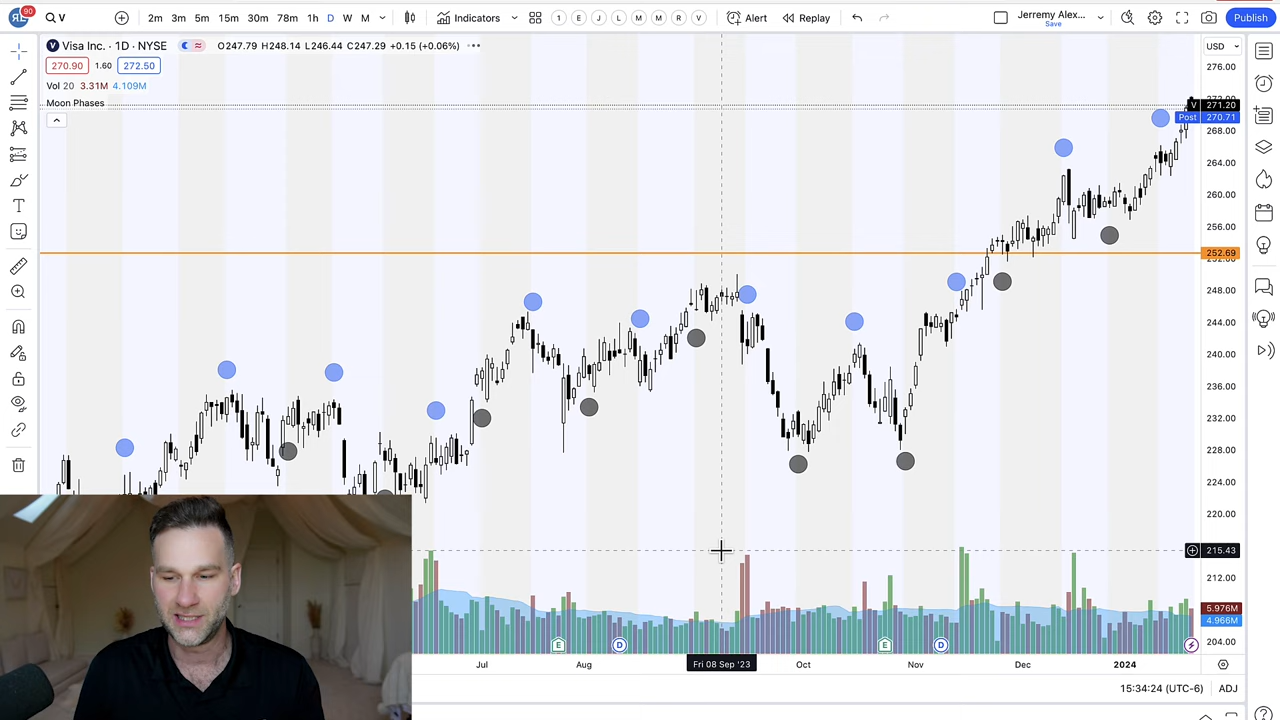 90
V
2m 3m 5m 15m 30m 78m 1h D W M
Indicators
1 E J L M M R V
Alert
Replay
Jerremy Alex...
Save
Publish
Visa Inc. · 1D · NYSE
O247.79 H248.14 L246.44 C247.29 +0.15 (+0.06%)
USD
270.90 1.60 272.50
Vol 20 3.31M 4.109M
Moon Phases
276.00
V 271.20
Post 270.71
268.00
264.00
260.00
256.00
252.69
248.00
244.00
240.00
236.00
232.00
228.00
224.00
220.00
215.43
212.00
5.976M
4.966M
204.00
E D E D
Jul Aug Fri 08 Sep '23 Oct Nov Dec 2024
15:34:24 (UTC-6) ADJ